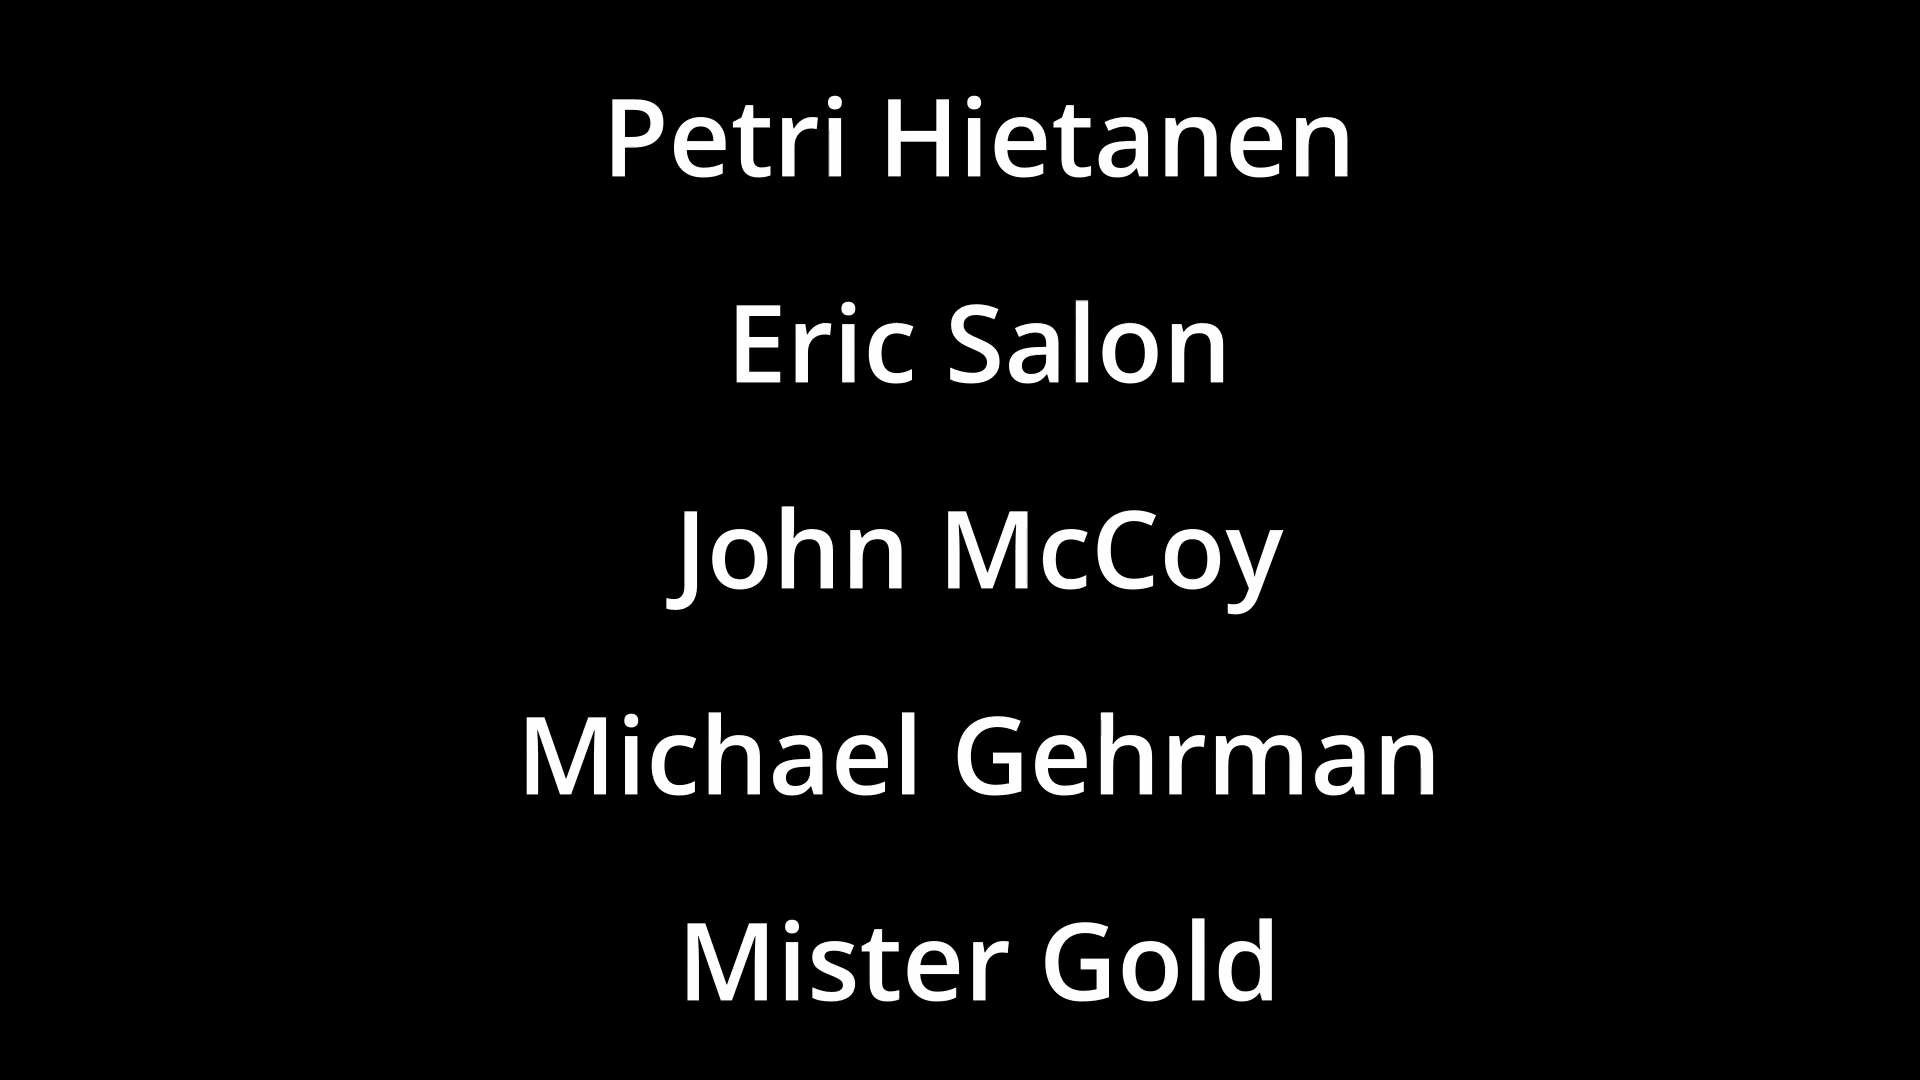 Petri Hietanen
Eric Salon
John McCoy
Michael Gehrman
Mister Gold